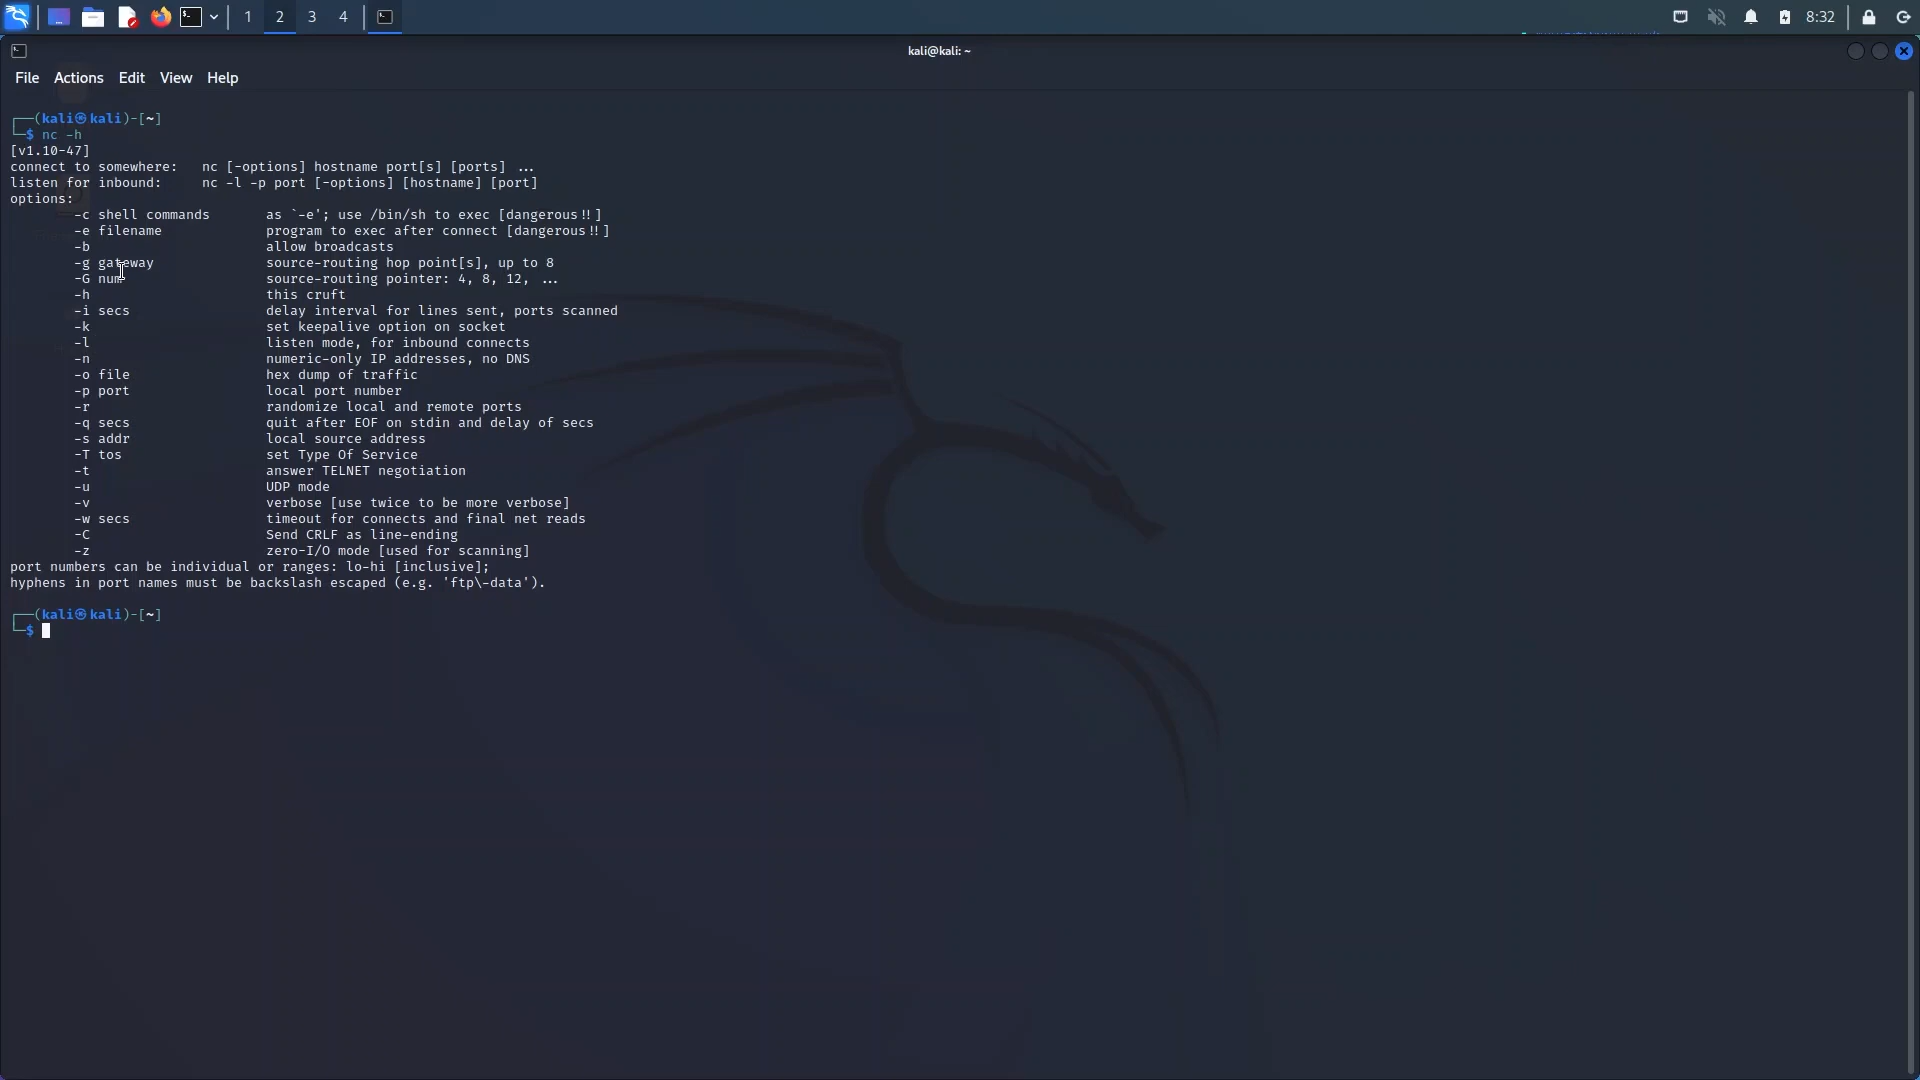 1 2 3 4 8:32
kali@kali: ~
File Actions Edit View Help
┌──(kali㉿kali)-[~]
└─$ nc -h
[v1.10-47]
connect to somewhere:   nc [-options] hostname port[s] [ports] ...
listen for inbound:     nc -l -p port [-options] [hostname] [port]
options:
        -c shell commands       as `-e'; use /bin/sh to exec [dangerous!!]
        -e filename             program to exec after connect [dangerous!!]
        -b                      allow broadcasts
        -g gateway              source-routing hop point[s], up to 8
        -G num                  source-routing pointer: 4, 8, 12, ...
        -h                      this cruft
        -i secs                 delay interval for lines sent, ports scanned
        -k                      set keepalive option on socket
        -l                      listen mode, for inbound connects
        -n                      numeric-only IP addresses, no DNS
        -o file                 hex dump of traffic
        -p port                 local port number
        -r                      randomize local and remote ports
        -q secs                 quit after EOF on stdin and delay of secs
        -s addr                 local source address
        -T tos                  set Type Of Service
        -t                      answer TELNET negotiation
        -u                      UDP mode
        -v                      verbose [use twice to be more verbose]
        -w secs                 timeout for connects and final net reads
        -C                      Send CRLF as line-ending
        -z                      zero-I/O mode [used for scanning]
port numbers can be individual or ranges: lo-hi [inclusive];
hyphens in port names must be backslash escaped (e.g. 'ftp\-data').
┌──(kali㉿kali)-[~]
└─$